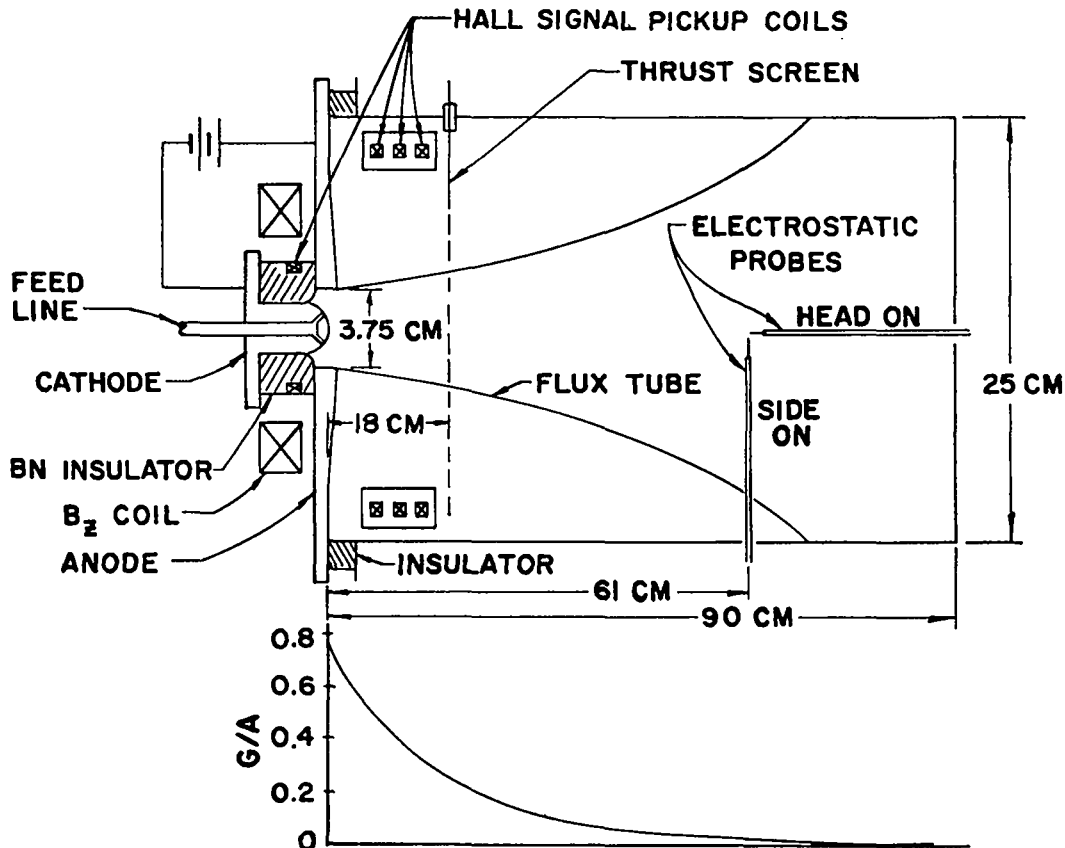 HALL SIGNAL PICKUP COILS
THRUST SCREEN
ELECTROSTATIC
PROBES
FEED
LINE
3.75 CM
HEAD ON
CATHODE
FLUX TUBE
25 CM
18 CM
SIDE
ON
BN INSULATOR
B_Z COIL
ANODE
INSULATOR
61 CM
90 CM
0.8
0.6
0.4
0.2
0
G/A